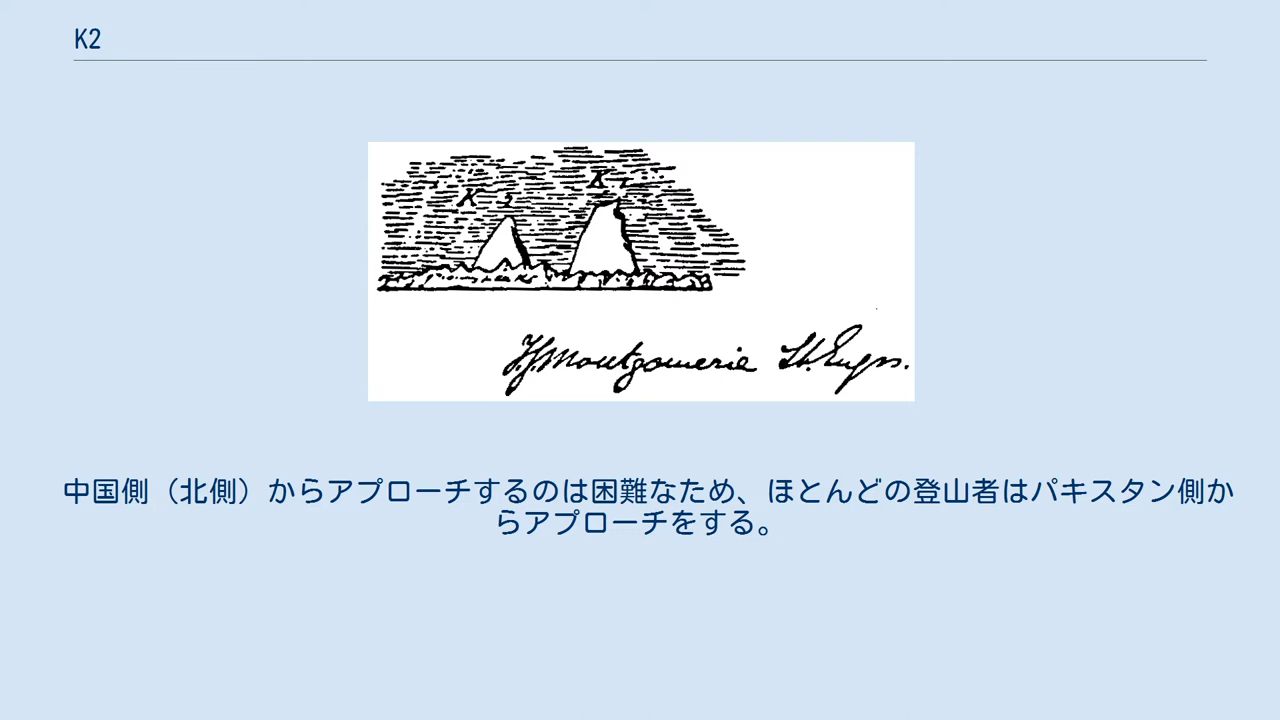 K2
K 2
K 1
T.G. Montgomerie Lt. Engrs.
中国側（北側）からアプローチするのは困難なため、ほとんどの登山者はパキスタン側か
らアプローチをする。